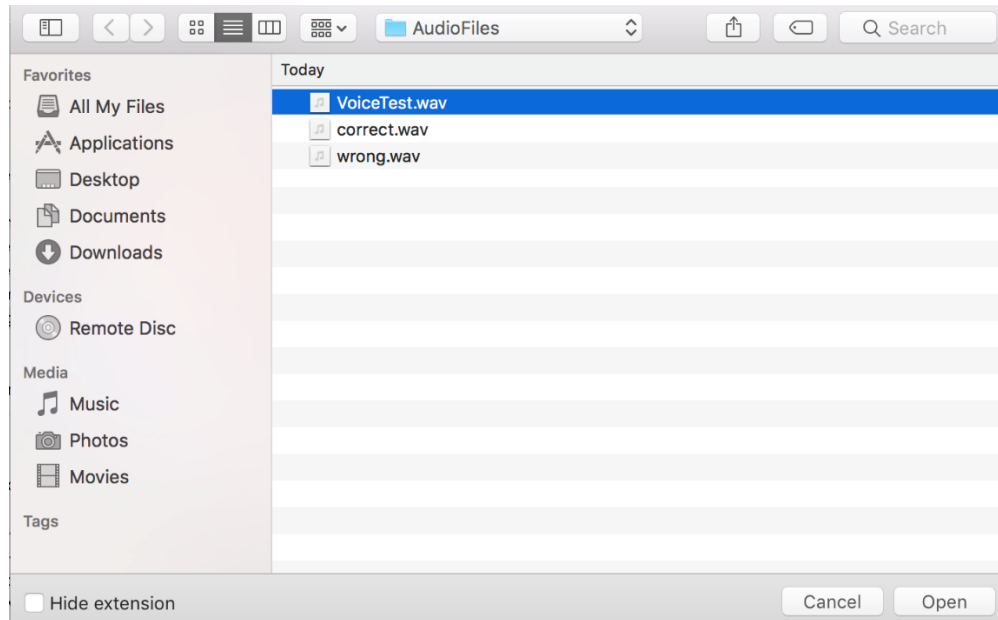 AudioFiles
Search
Favorites
All My Files
Applications
Desktop
Documents
Downloads
Devices
Remote Disc
Media
Music
Photos
Movies
Tags
Today
VoiceTest.wav
correct.wav
wrong.wav
Hide extension
Cancel
Open